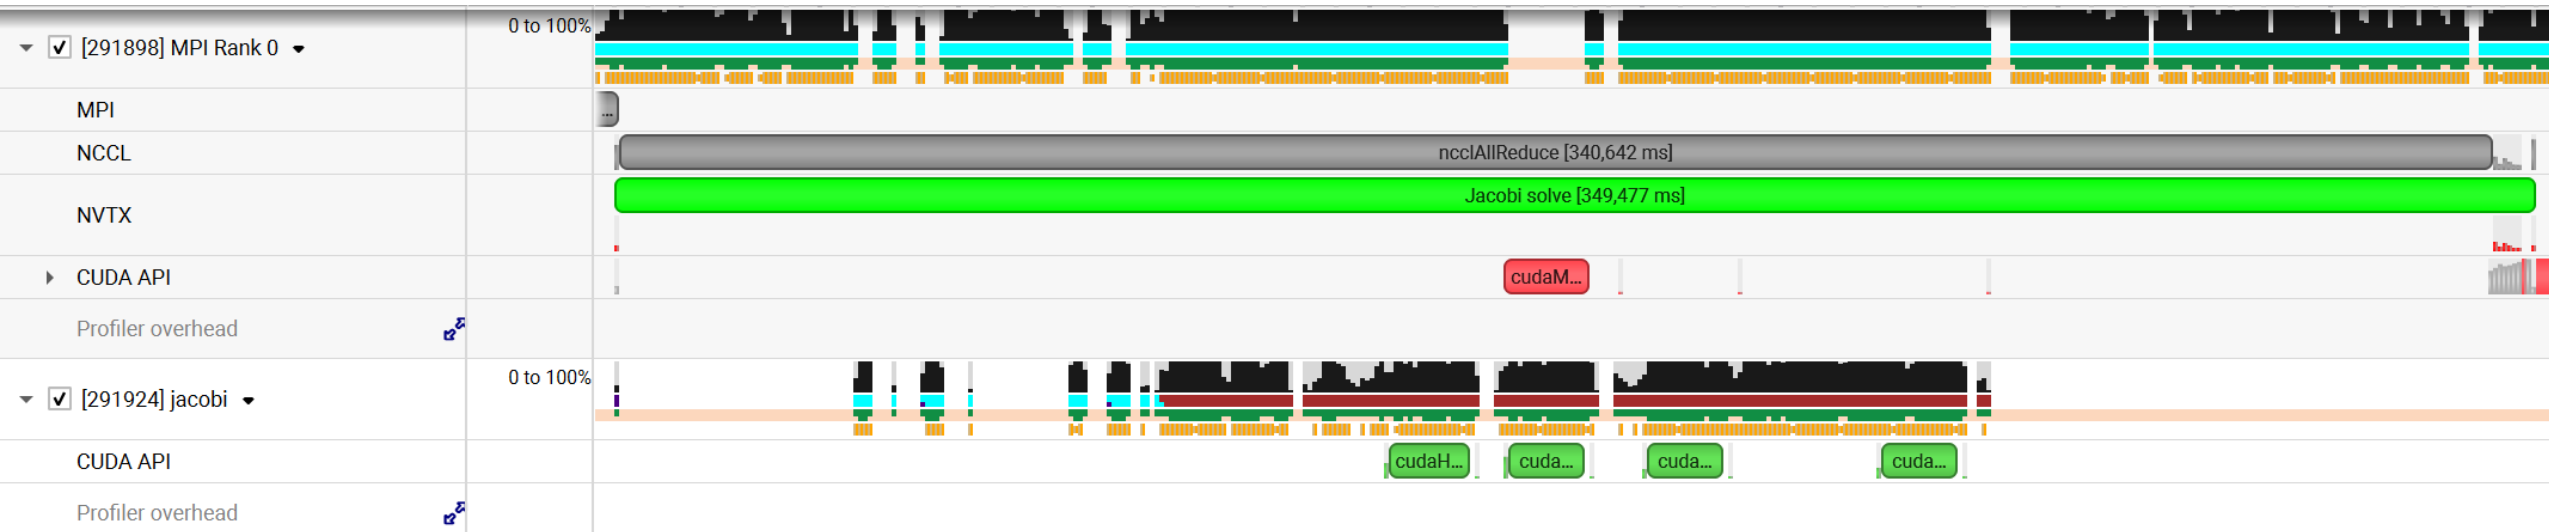 0 to 100%
[291898] MPI Rank 0
MPI
...
NCCL
ncclAllReduce [340,642 ms]
Jacobi solve [349,477 ms]
NVTX
CUDA API
cudaM...
Profiler overhead
0 to 100%
[291924] jacobi
CUDA API
cudaH...
cuda...
cuda...
cuda...
Profiler overhead